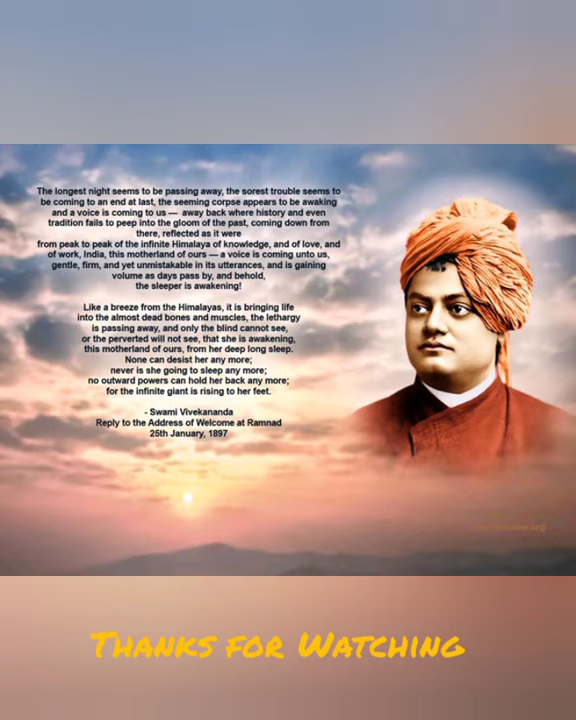 The longest night seems to be passing away, the sorest trouble seems to
be coming to an end at last, the seeming corpse appears to be awaking
and a voice is coming to us — away back where history and even
tradition fails to peep into the gloom of the past, coming down from
there, reflected as it were
from peak to peak of the infinite Himalaya of knowledge, and of love, and
of work, India, this motherland of ours — a voice is coming unto us,
gentle, firm, and yet unmistakable in its utterances, and is gaining
volume as days pass by, and behold,
the sleeper is awakening!
Like a breeze from the Himalayas, it is bringing life
into the almost dead bones and muscles, the lethargy
is passing away, and only the blind cannot see,
or the perverted will not see, that she is awakening,
this motherland of ours, from her deep long sleep.
None can desist her any more;
never is she going to sleep any more;
no outward powers can hold her back any more;
for the infinite giant is rising to her feet.
- Swami Vivekananda
Reply to the Address of Welcome at Ramnad
25th January, 1897
Thanks for Watching